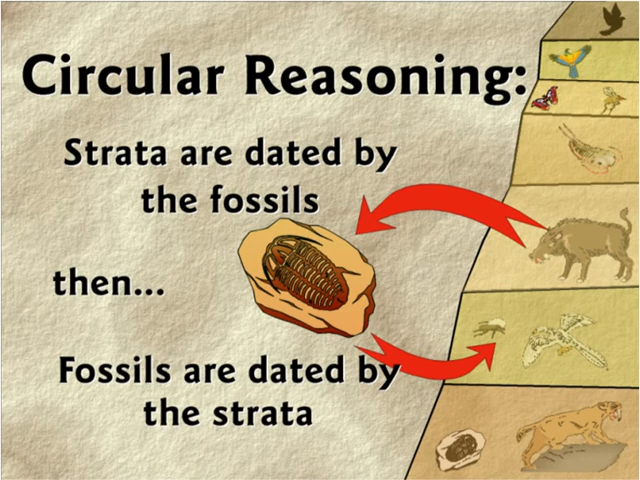 Circular Reasoning:
Strata are dated by
the fossils
then...
Fossils are dated by
the strata